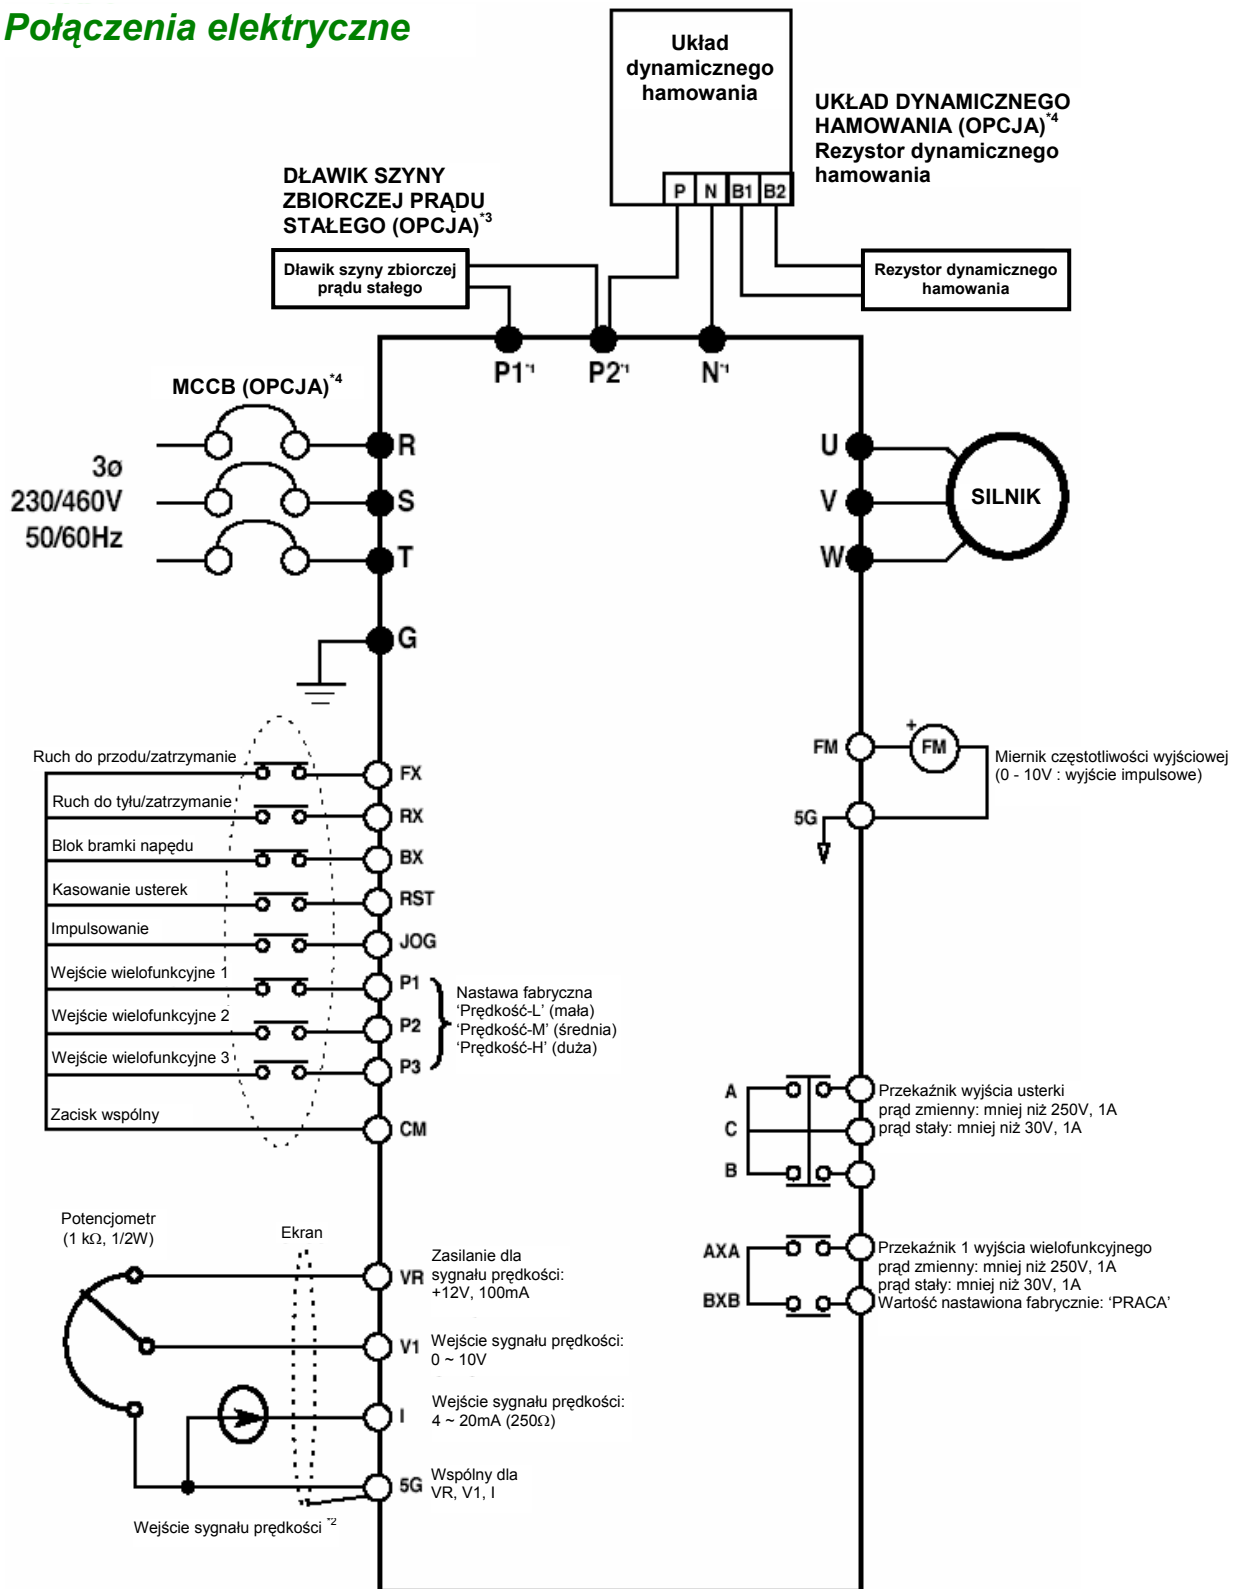 Połączenia elektryczne
Układ
dynamicznego
hamowania
P N B1 B2
UKŁAD DYNAMICZNEGO
HAMOWANIA (OPCJA)*4
Rezystor dynamicznego
hamowania
DŁAWIK SZYNY
ZBIORCZEJ PRĄDU
STAŁEGO (OPCJA)*3
Dławik szyny zbiorczej
prądu stałego
Rezystor dynamicznego
hamowania
P1*1
P2*1
N*1
MCCB (OPCJA)*4
3ø
230/460V
50/60Hz
R
S
T
G
U
V
W
SILNIK
Ruch do przodu/zatrzymanie
FX
Ruch do tyłu/zatrzymanie
RX
Blok bramki napędu
BX
Kasowanie usterek
RST
Impulsowanie
JOG
Wejście wielofunkcyjne 1
P1
Wejście wielofunkcyjne 2
P2
Wejście wielofunkcyjne 3
P3
Zacisk wspólny
CM
Nastawa fabryczna
‘Prędkość-L’ (mała)
‘Prędkość-M’ (średnia)
‘Prędkość-H’ (duża)
FM
+
FM
Miernik częstotliwości wyjściowej
(0 - 10V : wyjście impulsowe)
5G
A
C
B
Przekaźnik wyjścia usterki
prąd zmienny: mniej niż 250V, 1A
prąd stały: mniej niż 30V, 1A
AXA
BXB
Przekaźnik 1 wyjścia wielofunkcyjnego
prąd zmienny: mniej niż 250V, 1A
prąd stały: mniej niż 30V, 1A
Wartość nastawiona fabrycznie: ‘PRACA’
Potencjometr
(1 kΩ, 1/2W)
Ekran
VR
Zasilanie dla
sygnału prędkości:
+12V, 100mA
V1
Wejście sygnału prędkości:
0 ~ 10V
I
Wejście sygnału prędkości:
4 ~ 20mA (250Ω)
5G
Wspólny dla
VR, V1, I
Wejście sygnału prędkości *2